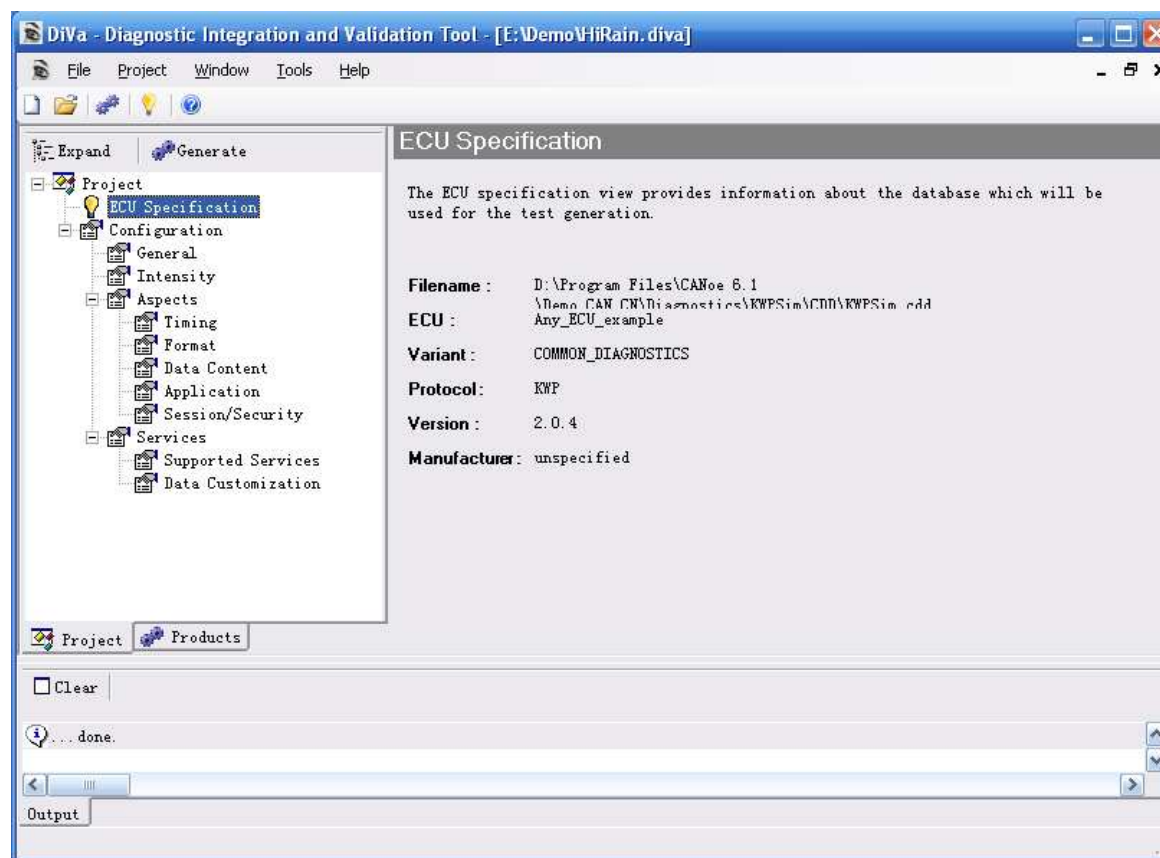 DiVa - Diagnostic Integration and Validation Tool - [E:\Demo\HiRain.diva]
File Project Window Tools Help
Expand Generate
Project
ECU Specification
Configuration
General
Intensity
Aspects
Timing
Format
Data Content
Application
Session/Security
Services
Supported Services
Data Customization
Project Products
ECU Specification
The ECU specification view provides information about the database which will be
used for the test generation.
Filename : D:\Program Files\CANoe 6.1
\Demo_CAN_CN\Diagnostics\KWPSim\CDD\KWPSim.cdd
ECU : Any_ECU_example
Variant : COMMON_DIAGNOSTICS
Protocol : KWP
Version : 2.0.4
Manufacturer : unspecified
Clear
... done.
Output